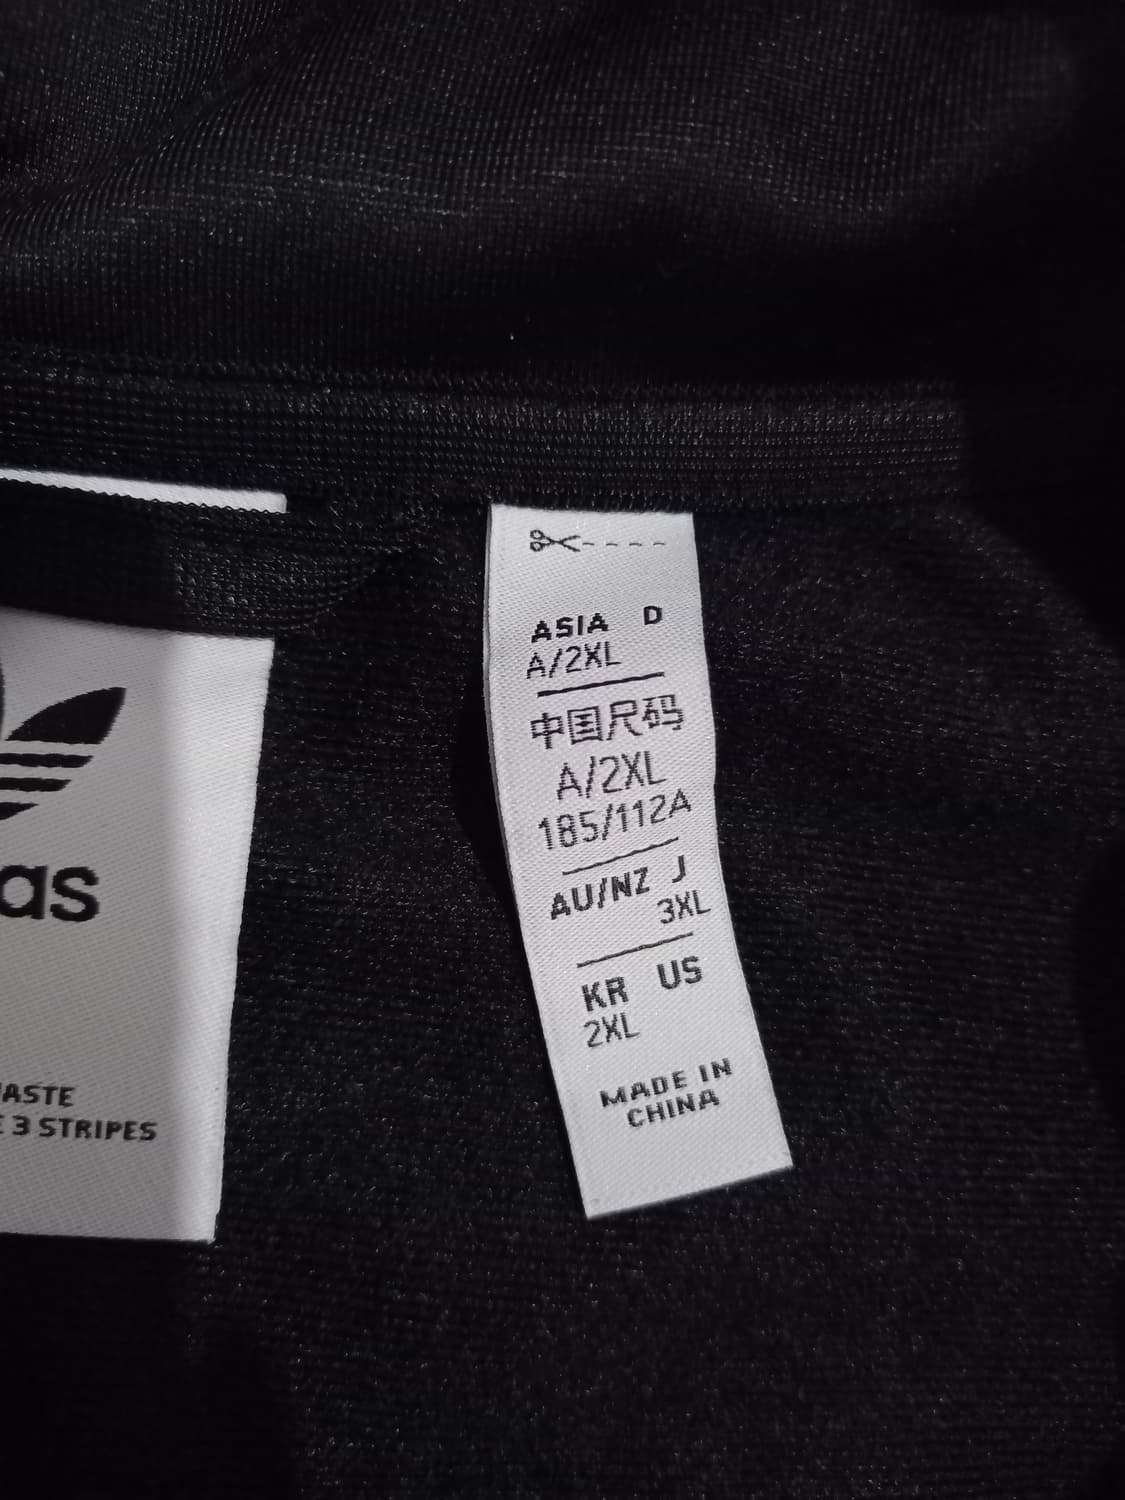 ASIA D
A/2XL
中国尺码
A/2XL
185/112A
AU/NZ J
3XL
KR US
2XL
MADE IN
CHINA
as
ASTE
E 3 STRIPES